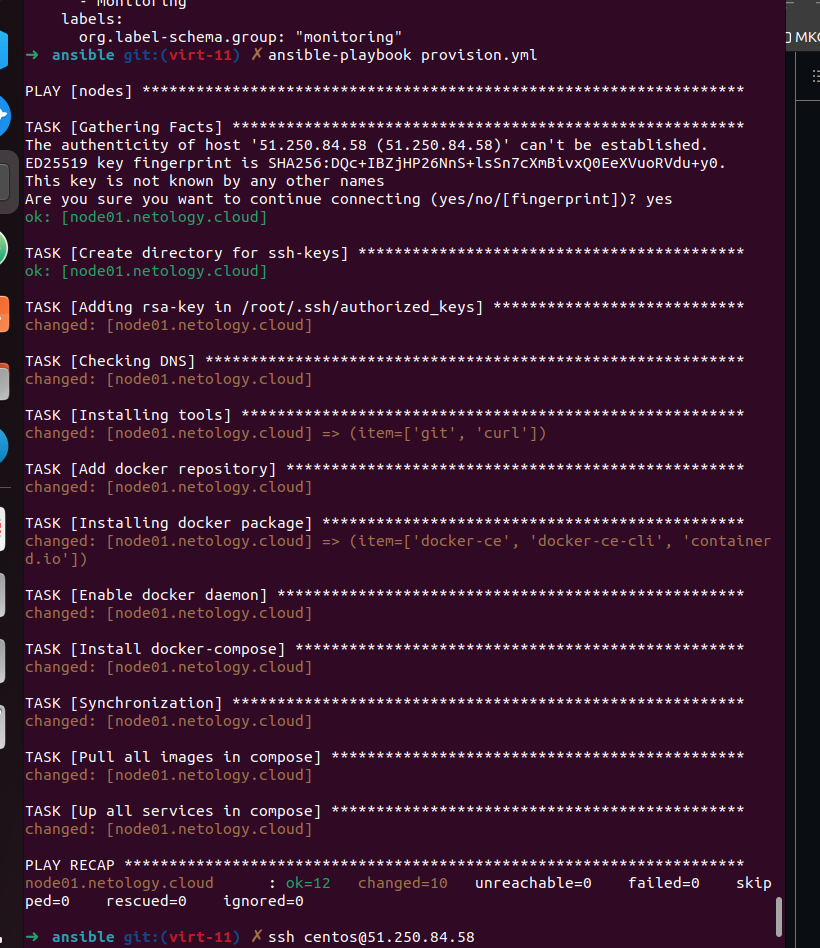 - Monitoring
labels:
org.label-schema.group: "monitoring"
➜ ansible git:(virt-11) ✗ ansible-playbook provision.yml
PLAY [nodes] *******************************************************************
TASK [Gathering Facts] *********************************************************
The authenticity of host '51.250.84.58 (51.250.84.58)' can't be established.
ED25519 key fingerprint is SHA256:DQc+IBZjHP26NnS+lsSn7cXmBivxQ0EeXVuoRVdu+y0.
This key is not known by any other names
Are you sure you want to continue connecting (yes/no/[fingerprint])? yes
ok: [node01.netology.cloud]
TASK [Create directory for ssh-keys] *******************************************
ok: [node01.netology.cloud]
TASK [Adding rsa-key in /root/.ssh/authorized_keys] ****************************
changed: [node01.netology.cloud]
TASK [Checking DNS] ************************************************************
changed: [node01.netology.cloud]
TASK [Installing tools] ********************************************************
changed: [node01.netology.cloud] => (item=['git', 'curl'])
TASK [Add docker repository] ***************************************************
changed: [node01.netology.cloud]
TASK [Installing docker package] ***********************************************
changed: [node01.netology.cloud] => (item=['docker-ce', 'docker-ce-cli', 'container
d.io'])
TASK [Enable docker daemon] ****************************************************
changed: [node01.netology.cloud]
TASK [Install docker-compose] **************************************************
changed: [node01.netology.cloud]
TASK [Synchronization] *********************************************************
changed: [node01.netology.cloud]
TASK [Pull all images in compose] **********************************************
changed: [node01.netology.cloud]
TASK [Up all services in compose] **********************************************
changed: [node01.netology.cloud]
PLAY RECAP *********************************************************************
node01.netology.cloud : ok=12 changed=10 unreachable=0 failed=0 skip
ped=0 rescued=0 ignored=0
➜ ansible git:(virt-11) ✗ ssh centos@51.250.84.58